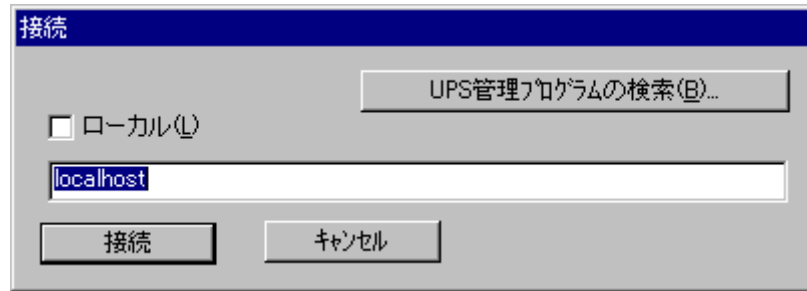 接続
UPS管理ﾌﾟﾛｸﾞﾗﾑの検索(B)...
ローカル(L)
localhost
接続
ｷｬﾝｾﾙ